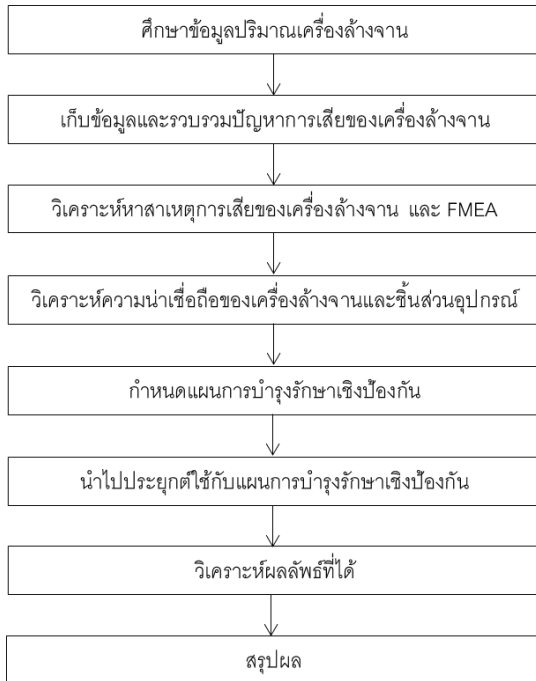 ศึกษาข้อมูลปริมาณเครื่องล้างจาน
เก็บข้อมูลและรวบรวมปัญหาการเสียของเครื่องล้างจาน
วิเคราะห์หาสาเหตุการเสียของเครื่องล้างจาน และ FMEA
วิเคราะห์ความน่าเชื่อถือของเครื่องล้างจานและชิ้นส่วนอุปกรณ์
กำหนดแผนการบำรุงรักษาเชิงป้องกัน
นำไปประยุกต์ใช้กับแผนการบำรุงรักษาเชิงป้องกัน
วิเคราะห์ผลลัพธ์ที่ได้
สรุปผล